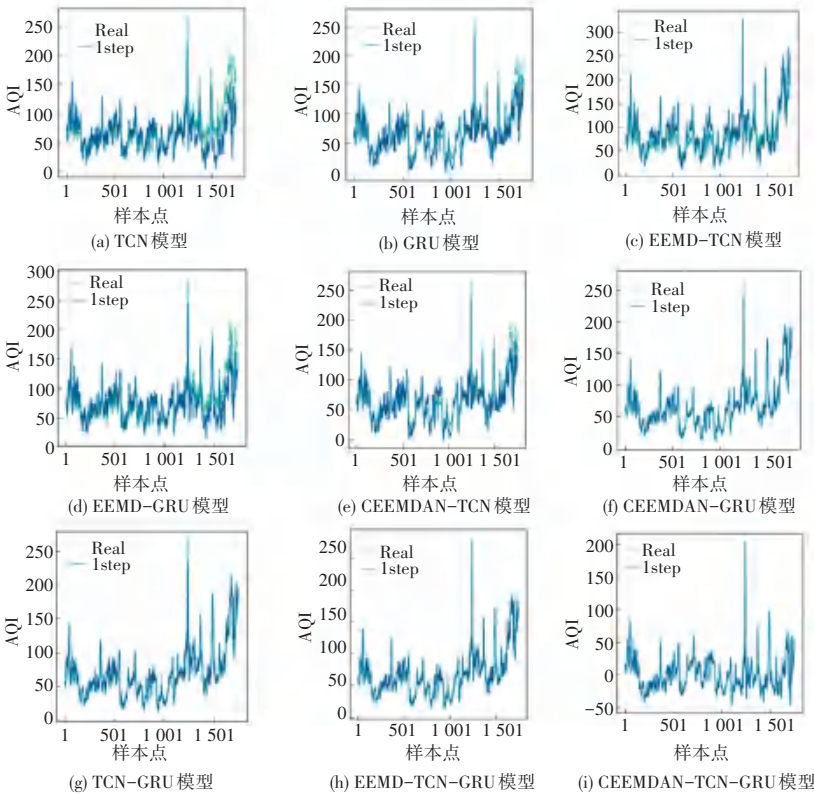 250
200
150
100
50
0
AQI
Real
1step
1 501 1 001 1 501
样本点
(a) TCN模型
250
200
150
100
50
0
AQI
Real
1step
1 501 1 001 1 501
样本点
(b) GRU模型
300
250
200
150
100
50
0
AQI
Real
1step
1 501 1 001 1 501
样本点
(c) EEMD-TCN模型
300
250
200
150
100
50
0
AQI
Real
1step
1 501 1 001 1 501
样本点
(d) EEMD-GRU模型
250
200
150
100
50
0
AQI
Real
1step
1 501 1 001 1 501
样本点
(e) CEEMDAN-TCN模型
250
200
150
100
50
0
AQI
Real
1step
1 501 1 001 1 501
样本点
(f) CEEMDAN-GRU模型
250
200
150
100
50
0
AQI
Real
1step
1 501 1 001 1 501
样本点
(g) TCN-GRU模型
250
200
150
100
50
0
AQI
Real
1step
1 501 1 001 1 501
样本点
(h) EEMD-TCN-GRU模型
200
150
100
50
0
-50
AQI
Real
1step
1 501 1 001 1 501
样本点
(i) CEEMDAN-TCN-GRU模型